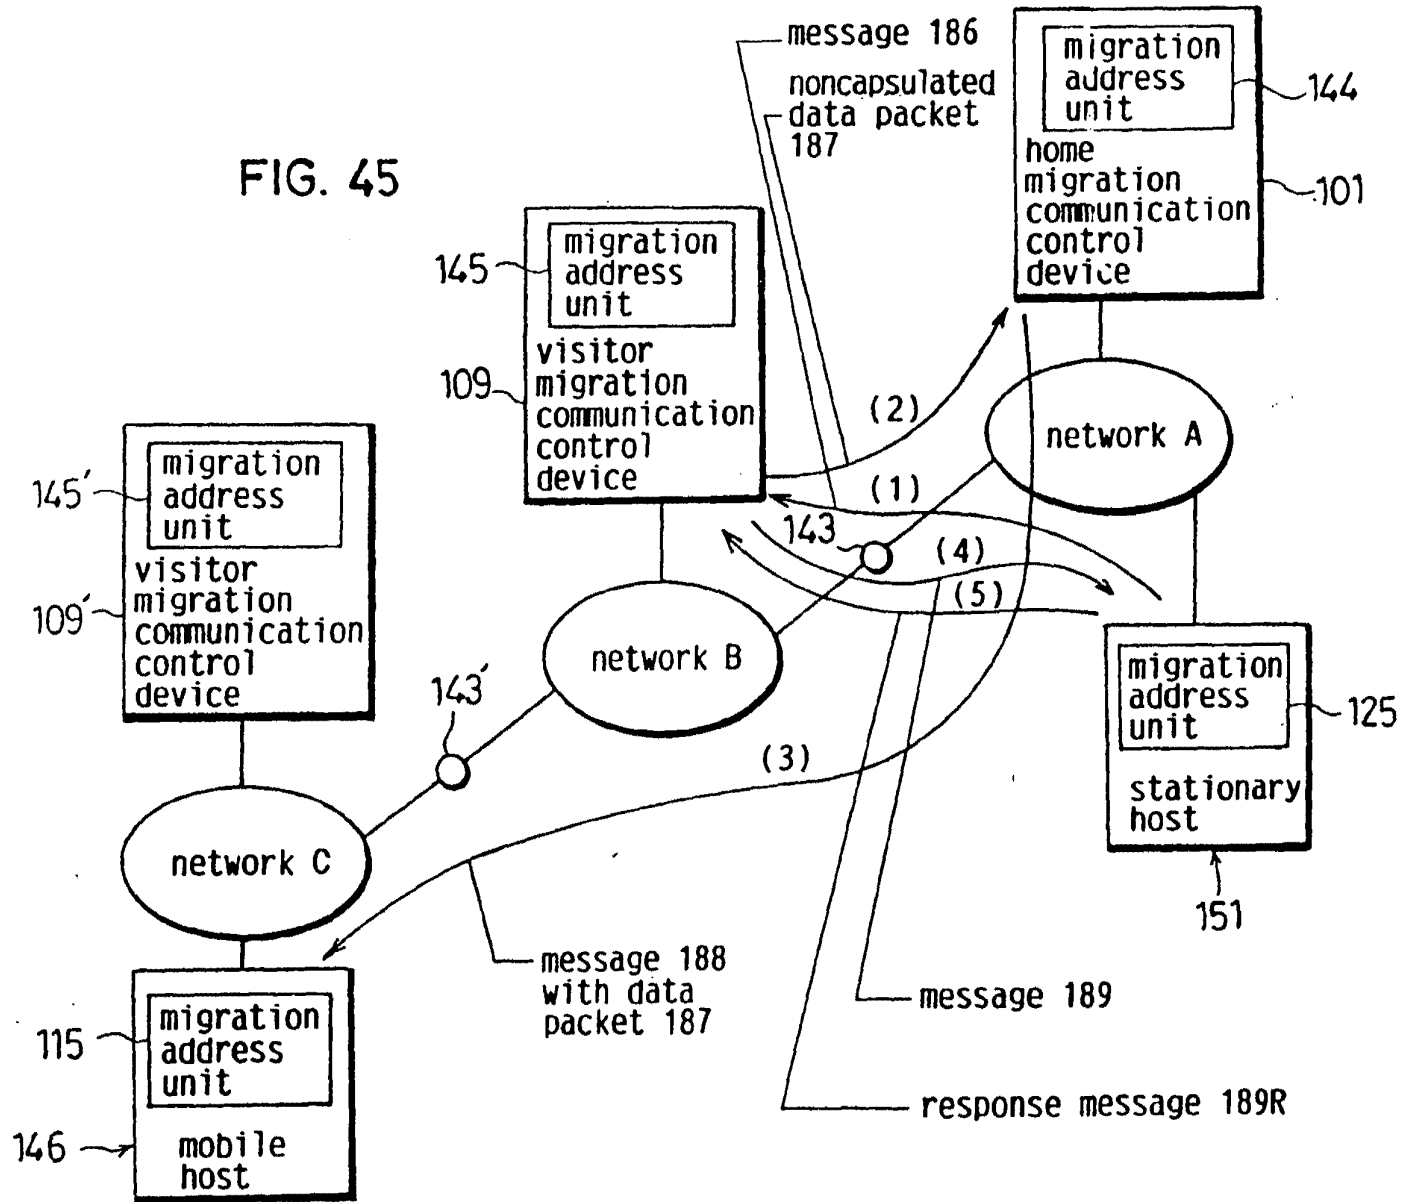 FIG. 45
message 186
noncapsulated
data packet
187
migration
address
unit
144
home
migration
communication
control
device
101
145
migration
address
unit
109
visitor
migration
communication
control
device
(2)
network A
(1)
143
(4)
(5)
145′
migration
address
unit
109′
visitor
migration
communication
control
device
network B
143′
(3)
migration
address
unit
125
stationary
host
151
network C
message 188
with data
packet 187
message 189
response message 189R
115
migration
address
unit
146
mobile
host